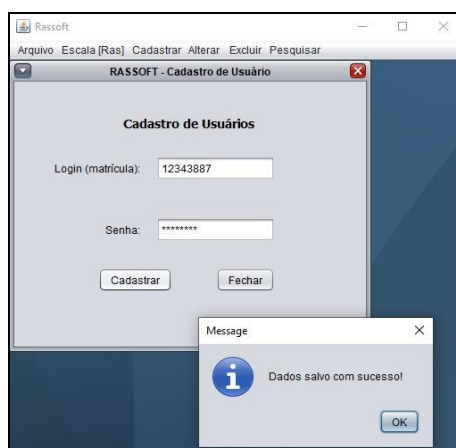 Rassoft
Arquivo Escala [Ras] Cadastrar Alterar Excluir Pesquisar
RASSOFT - Cadastro de Usuário
Cadastro de Usuários
Login (matrícula): 12343887
Senha: ********
Cadastrar Fechar
Message
Dados salvo com sucesso!
OK